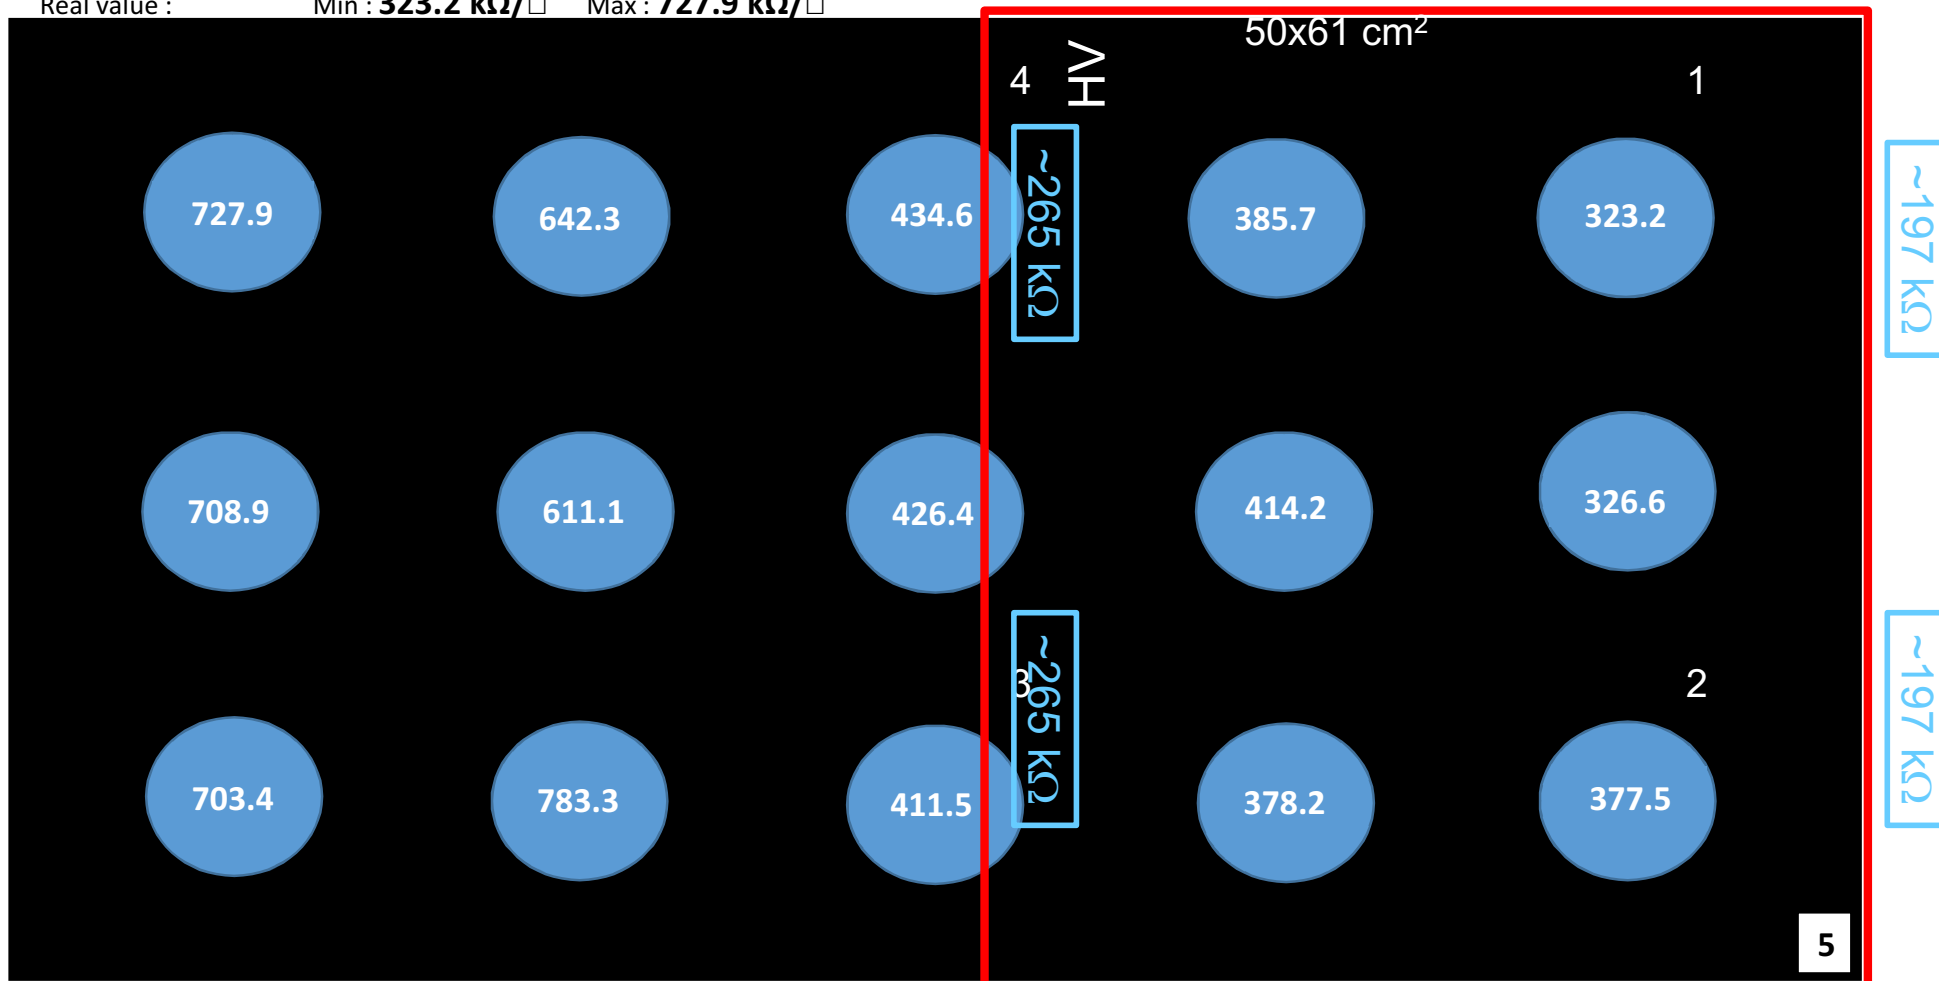 Real value : Min : 323.2 kΩ/□ Max : 727.9 kΩ/□
50x61 cm²
4 HV 1
727.9 642.3 434.6 ~265 kΩ 385.7 323.2 ~197 kΩ
708.9 611.1 426.4 414.2 326.6
3 ~265 kΩ 2 ~197 kΩ
703.4 783.3 411.5 378.2 377.5
5